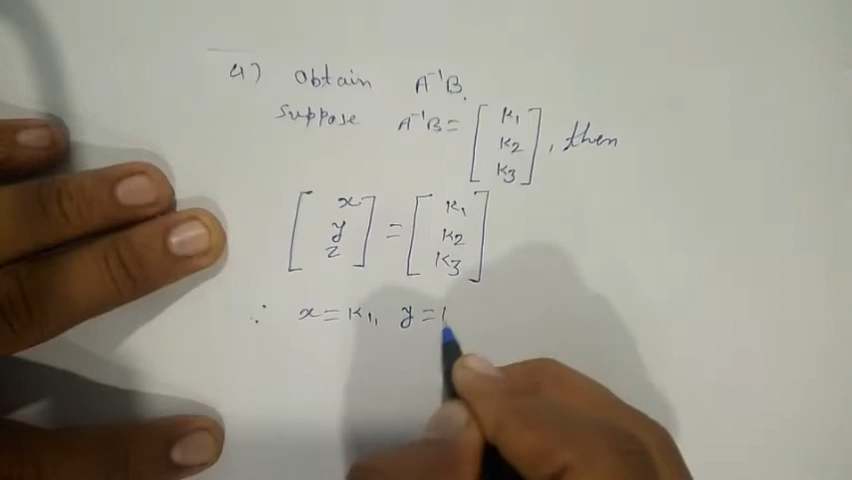 4) Obtain A⁻¹B.
Suppose A⁻¹B = [k₁ k₂ k₃], then
[x y z] = [k₁ k₂ k₃]
∴ x = k₁, y =